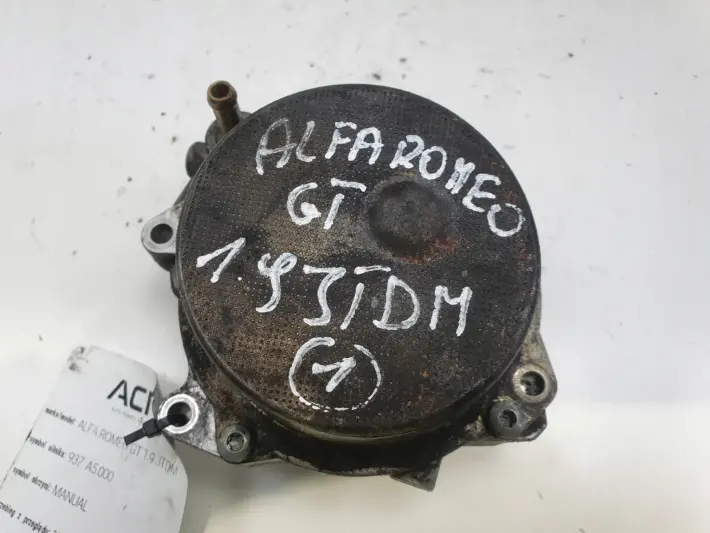 ALFA ROMEO
GT
1.9 JTDM
1
ACN
marka/model: ALFA ROMEO GT 1.9 JTDM
symbol silnika: 937 A5.000
symbol skrzyni: MANUAL